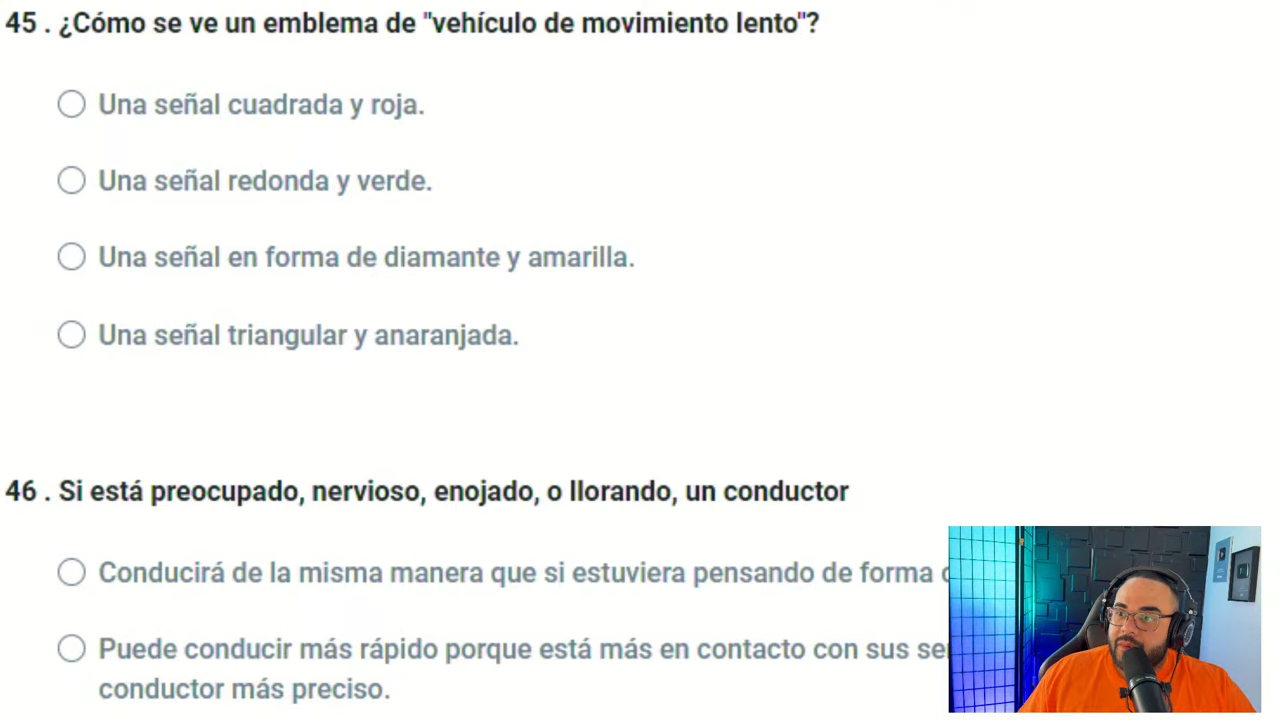 45 . ¿Cómo se ve un emblema de "vehículo de movimiento lento"?
Una señal cuadrada y roja.
Una señal redonda y verde.
Una señal en forma de diamante y amarilla.
Una señal triangular y anaranjada.
46 . Si está preocupado, nervioso, enojado, o llorando, un conductor
Conducirá de la misma manera que si estuviera pensando de forma
Puede conducir más rápido porque está más en contacto con sus
conductor más preciso.